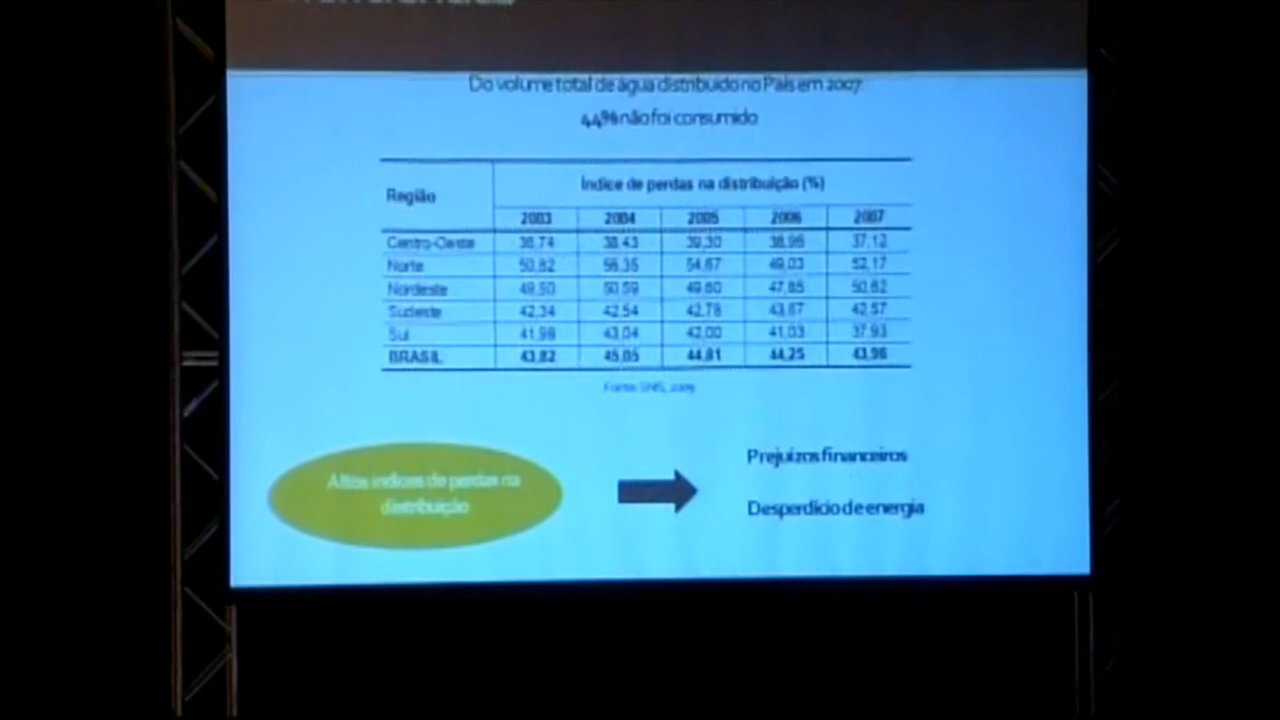 Do volume total de água distribuído no País em 2007:
44% não foi consumido
Região
Índice de perdas na distribuição (%)
2003 2004 2005 2006 2007
Centro-Oeste 36,74 38,43 39,30 38,96 37,12
Norte 50,82 56,35 54,67 49,03 52,17
Nordeste 49,50 50,59 49,60 47,85 50,62
Sudeste 42,34 42,54 42,78 43,67 42,57
Sul 41,98 43,04 42,00 41,03 37,93
BRASIL 43,82 45,05 44,81 44,25 43,96
Fonte: SNIS, 2009
Altos índices de perdas na
distribuição
Prejuízos financeiros
Desperdício de energia